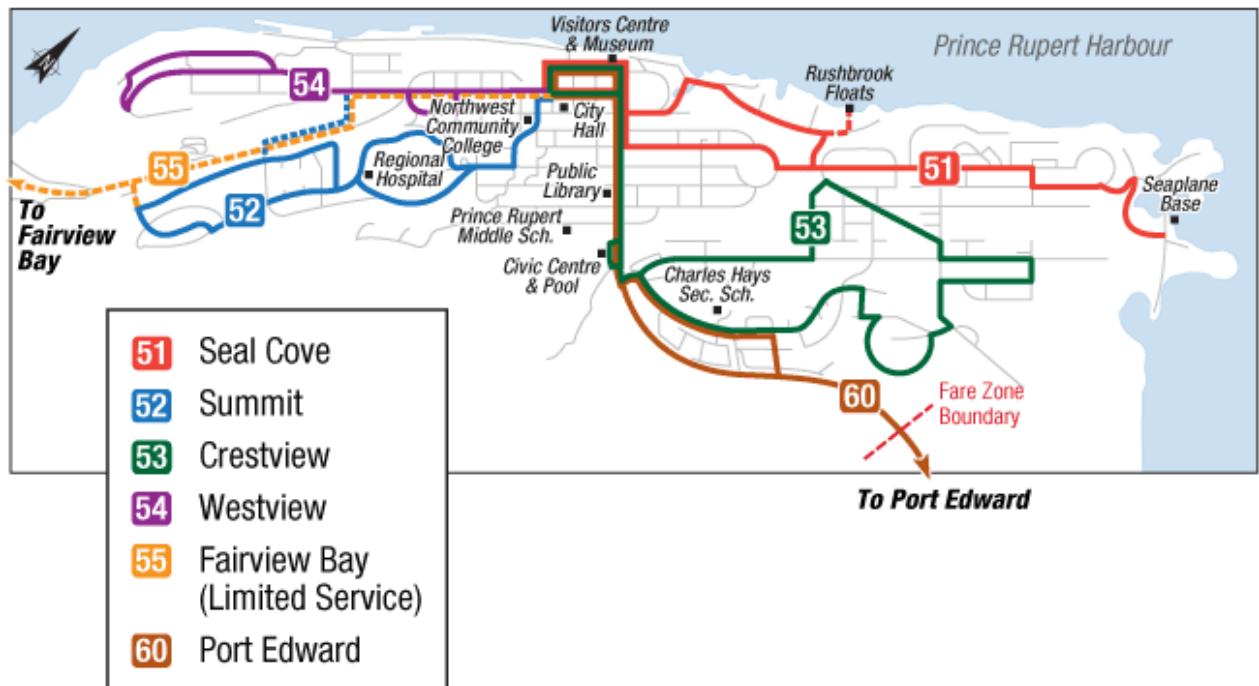 Visitors Centre
& Museum
Prince Rupert Harbour
Rushbrook
Floats
N
54
Northwest
Community
College
City
Hall
55
Regional
Hospital
51
Public
Library
Seaplane
Base
To
Fairview
Bay
52
Prince Rupert
Middle Sch.
53
Civic Centre
& Pool
Charles Hays
Sec. Sch.
60
Fare Zone
Boundary
To Port Edward
51 Seal Cove
52 Summit
53 Crestview
54 Westview
55 Fairview Bay
(Limited Service)
60 Port Edward